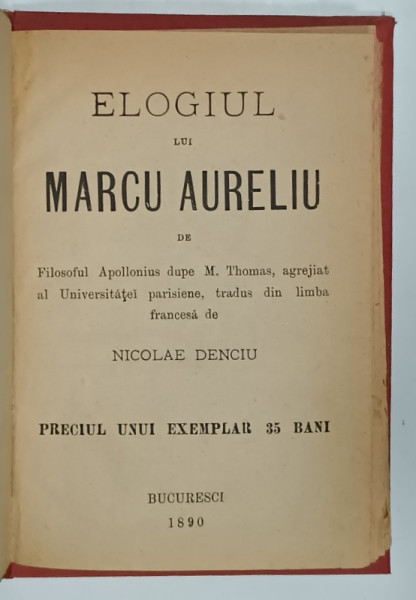 ELOGIUL
LUI
MARCU AURELIU
DE
Filosoful Apollonius dupe M. Thomas, agrejiat
al Universităţeĭ parisiene, tradus din limba
francesă de
NICOLAE DENCIU
PRECIUL UNUI EXEMPLAR 35 BANI
BUCURESCI
1890